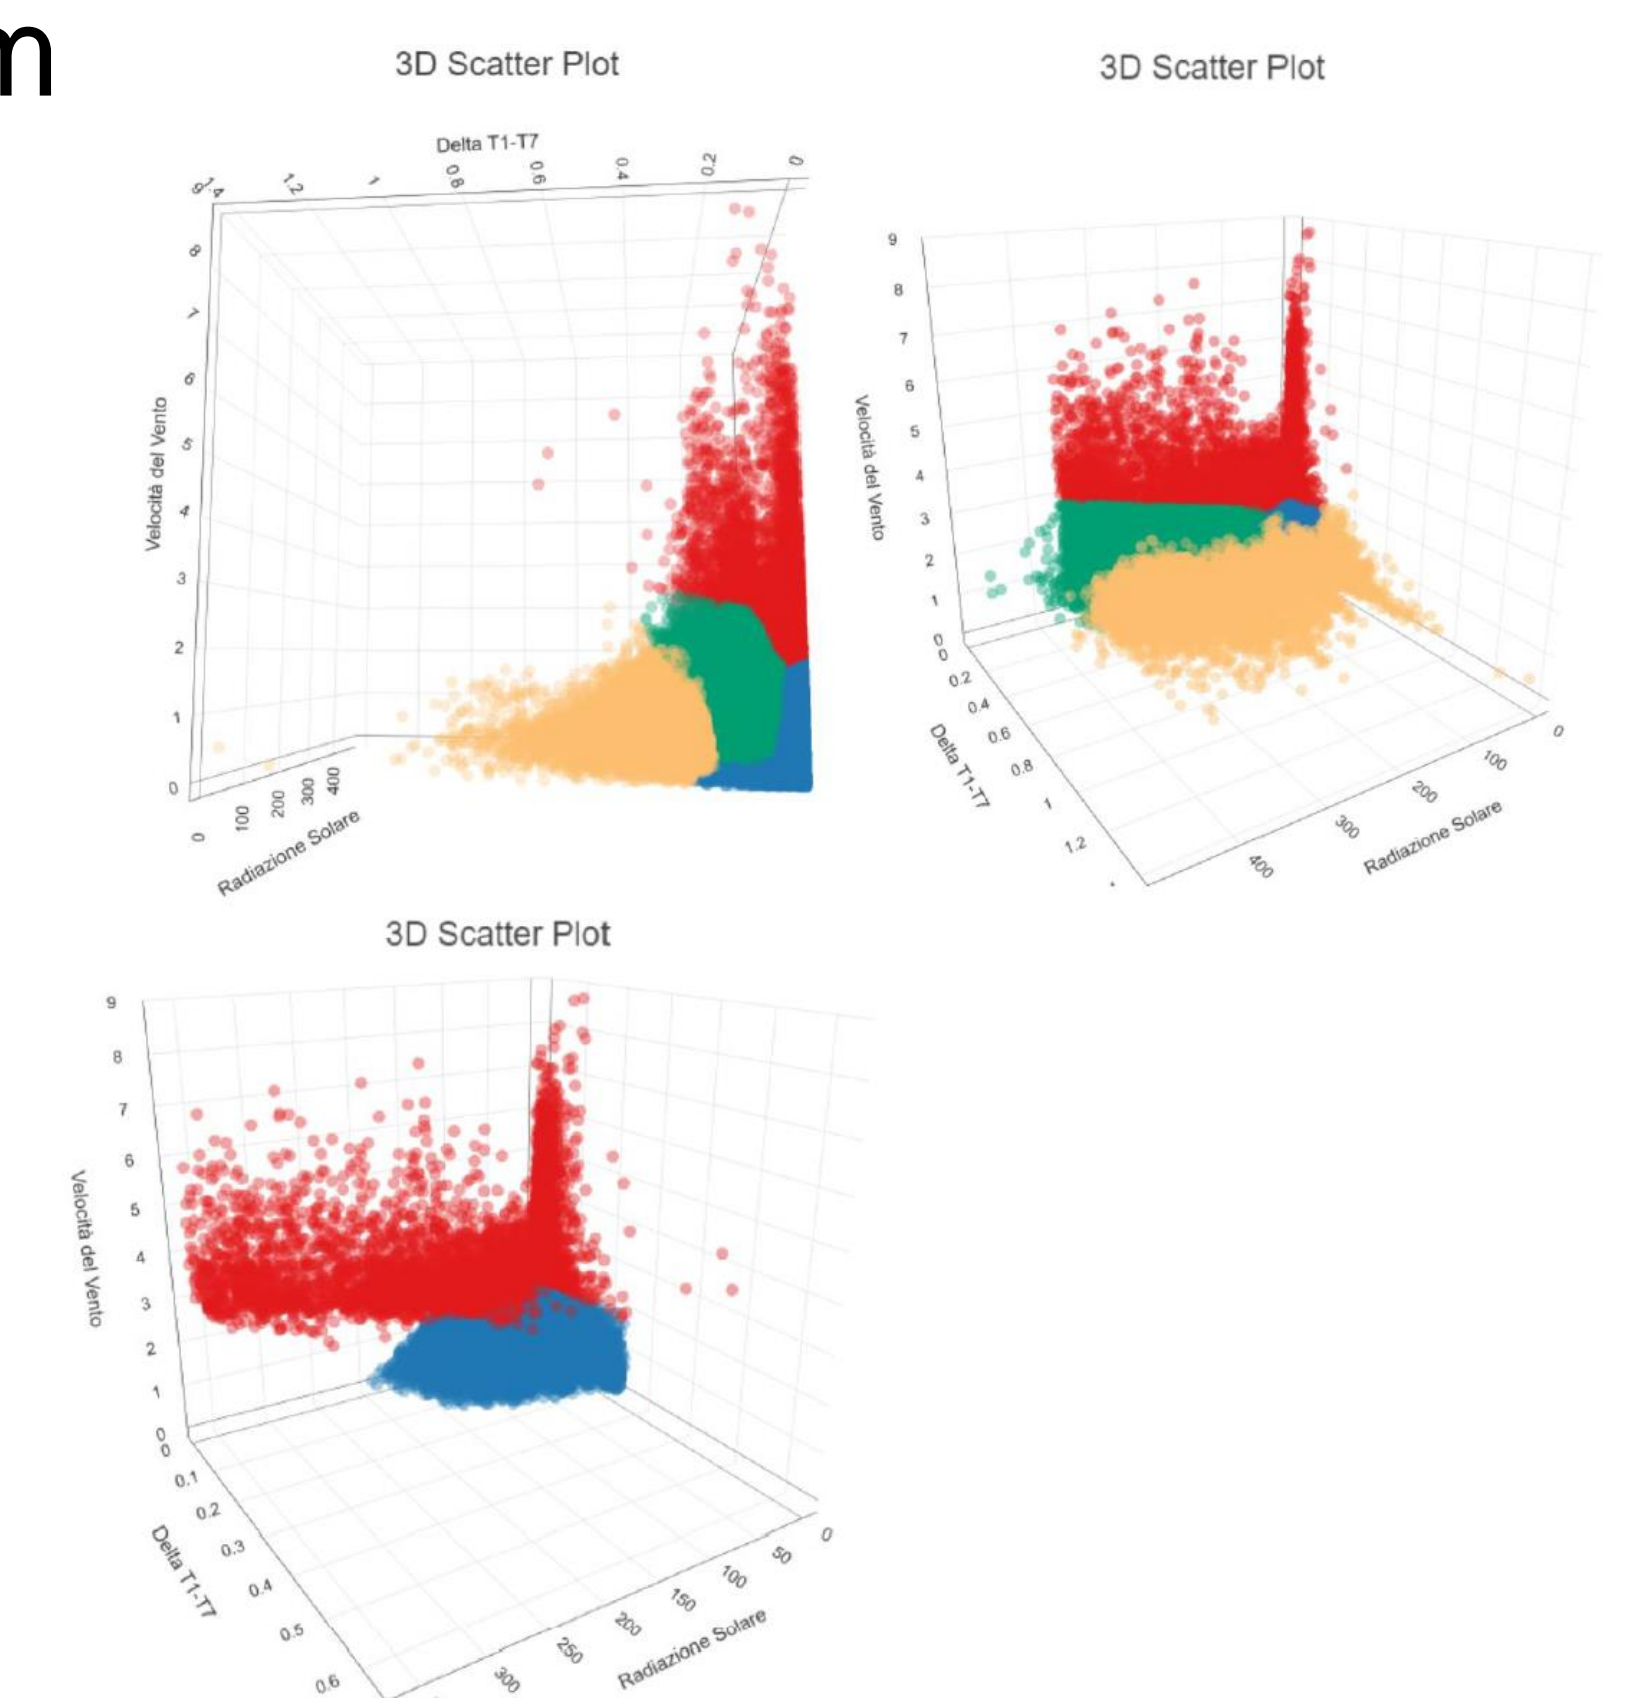 m
3D Scatter Plot
Delta T1-T7
1.4 1.2 1 0.8 0.6 0.4 0.2 0
9
8
7
6
5
4
3
2
1
0
Velocità del Vento
0 100 200 300 400
Radiazione Solare
3D Scatter Plot
9
8
7
6
5
4
3
2
1
0
Velocità del Vento
0
0.2
0.4
0.6
0.8
1
1.2
Delta T1-T7
400 300 200 100 0
Radiazione Solare
3D Scatter Plot
9
8
7
6
5
4
3
2
1
0
Velocità del Vento
0
0.1
0.2
0.3
0.4
0.5
0.6
Delta T1-T7
300 250 200 150 100 50 0
Radiazione Solare